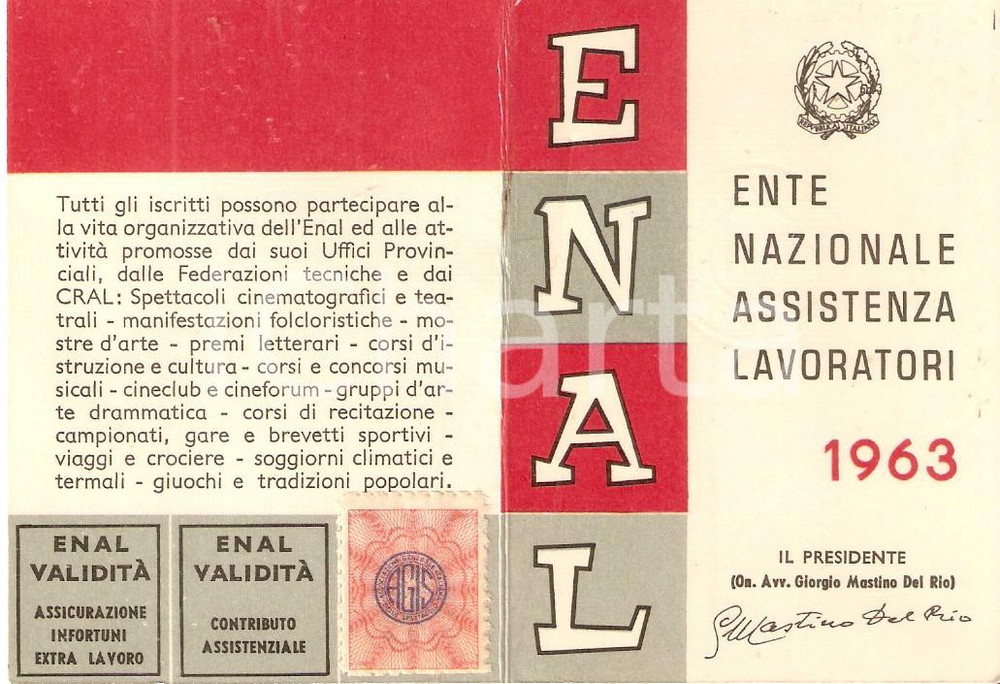 Tutti gli iscritti possono partecipare al-
la vita organizzativa dell'Enal ed alle at-
tività promosse dai suoi Uffici Provin-
ciali, dalle Federazioni tecniche e dai
CRAL: Spettacoli cinematografici e tea-
trali - manifestazioni folcloristiche - mo-
stre d'arte - premi letterari - corsi d'i-
struzione e cultura - corsi e concorsi mu-
sicali - cineclub e cineforum - gruppi d'ar-
te drammatica - corsi di recitazione -
campionati, gare e brevetti sportivi -
viaggi e crociere - soggiorni climatici e
termali - giuochi e tradizioni popolari.
ENAL
VALIDITÀ
ASSICURAZIONE
INFORTUNI
EXTRA LAVORO
ENAL
VALIDITÀ
CONTRIBUTO
ASSISTENZIALE
AGIS
E
N
A
L
REPUBBLICA ITALIANA
ENTE
NAZIONALE
ASSISTENZA
LAVORATORI
1963
IL PRESIDENTE
(On. Avv. Giorgio Mastino Del Rio)
GMastino Del Rio